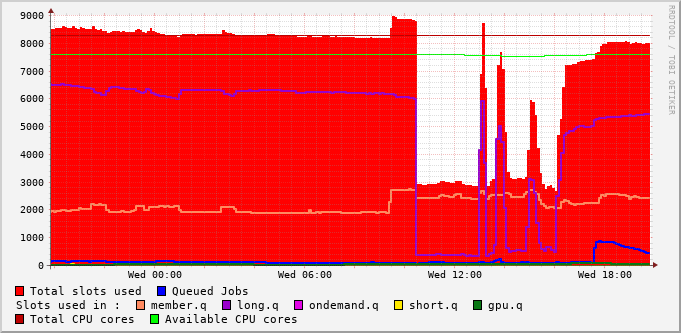 9000
8000
7000
6000
5000
4000
3000
2000
1000
0
Wed 00:00 Wed 06:00 Wed 12:00 Wed 18:00
RRDTOOL / TOBI OETIKER
Total slots used Queued Jobs
Slots used in : member.q long.q ondemand.q short.q gpu.q
Total CPU cores Available CPU cores